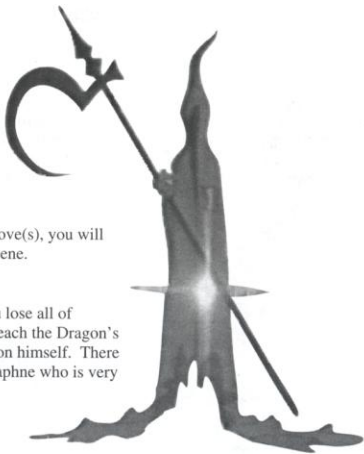 ove(s), you will
ene.
lose all of
each the Dragon's
on himself. There
aphne who is very